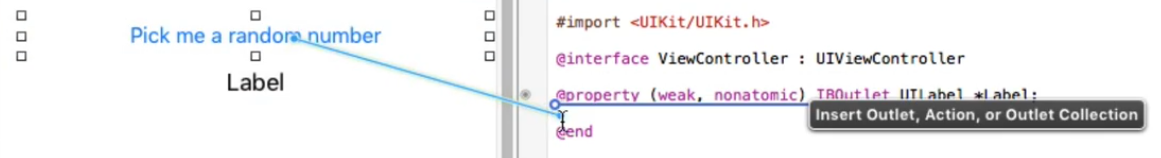 Pick me a random number
Label
#import <UIKit/UIKit.h>
@interface ViewController : UIViewController
@property (weak, nonatomic) IBOutlet UILabel *Label;
Insert Outlet, Action, or Outlet Collection
@end